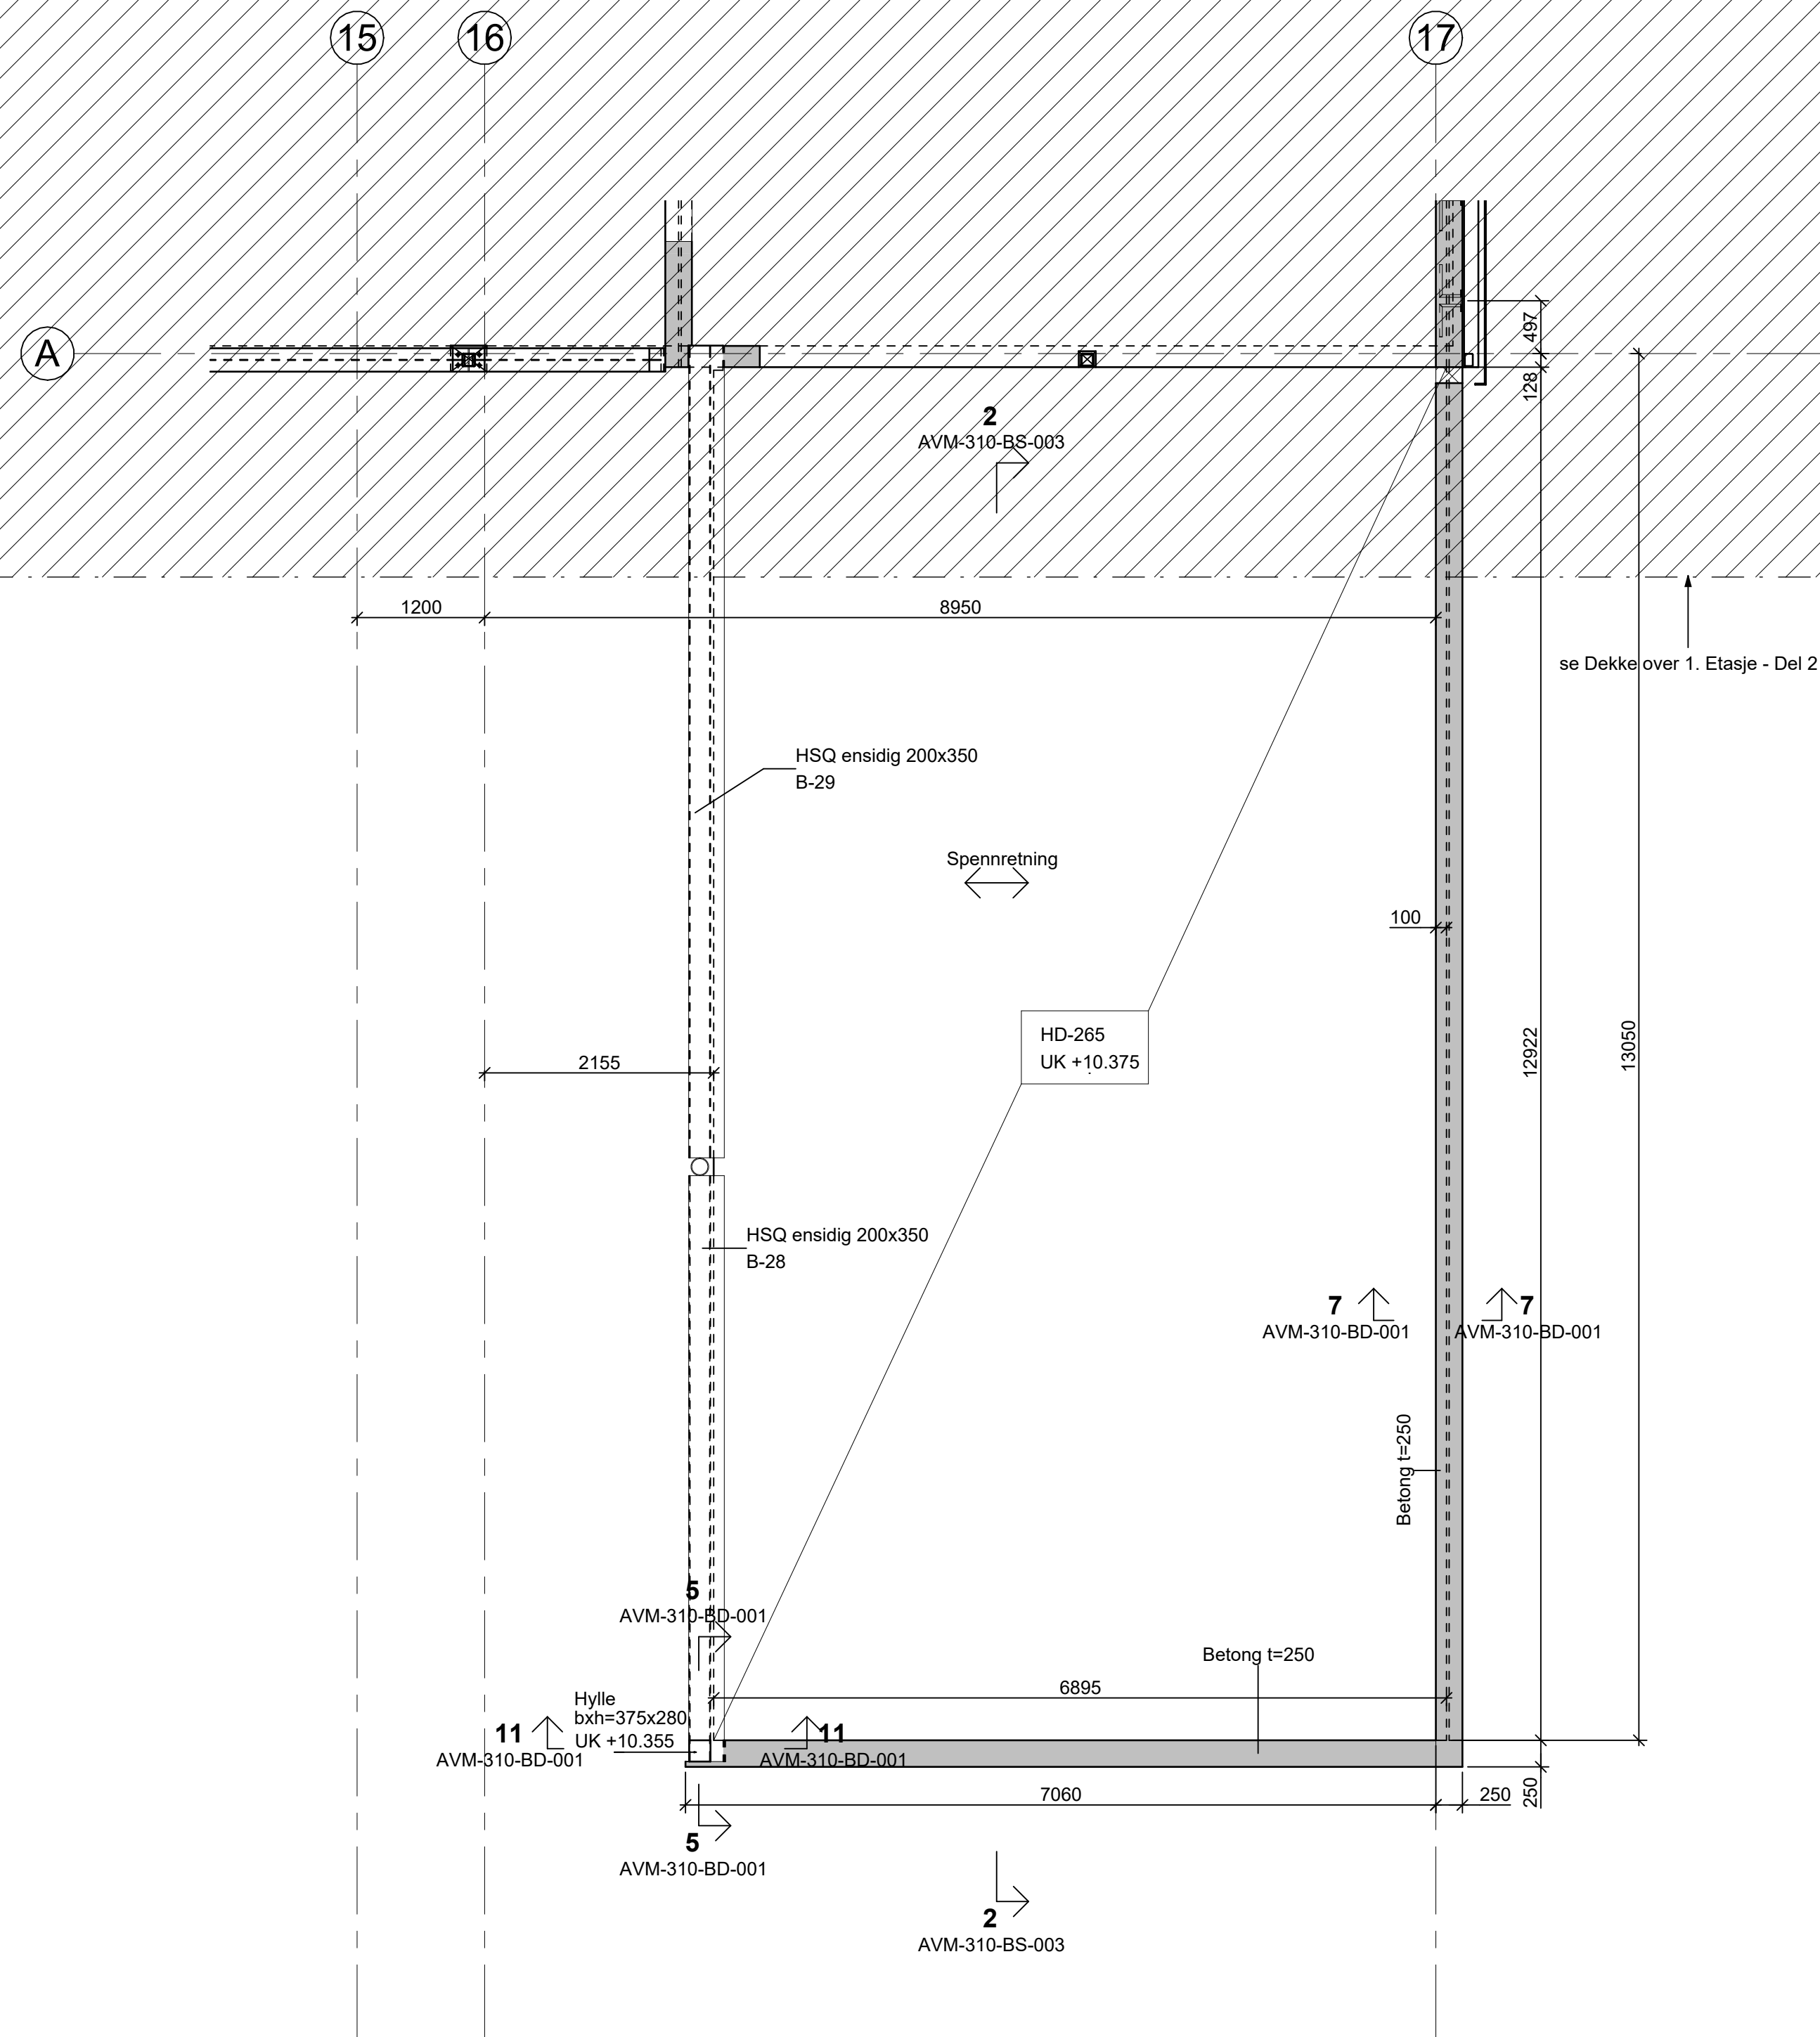 15
16
17
A
497
128
2
AVM-310-BS-003
1200
8950
se Dekke over 1. Etasje - Del 2
HSQ ensidig 200x350
B-29
Spennretning
100
HD-265
UK +10.375
12922
13050
2155
HSQ ensidig 200x350
B-28
7
AVM-310-BD-001
7
AVM-310-BD-001
Betong t=250
5
AVM-310-BD-001
Betong t=250
6895
Hylle
bxh=375x280
UK +10.355
11
AVM-310-BD-001
11
AVM-310-BD-001
7060
250
250
5
AVM-310-BD-001
2
AVM-310-BS-003